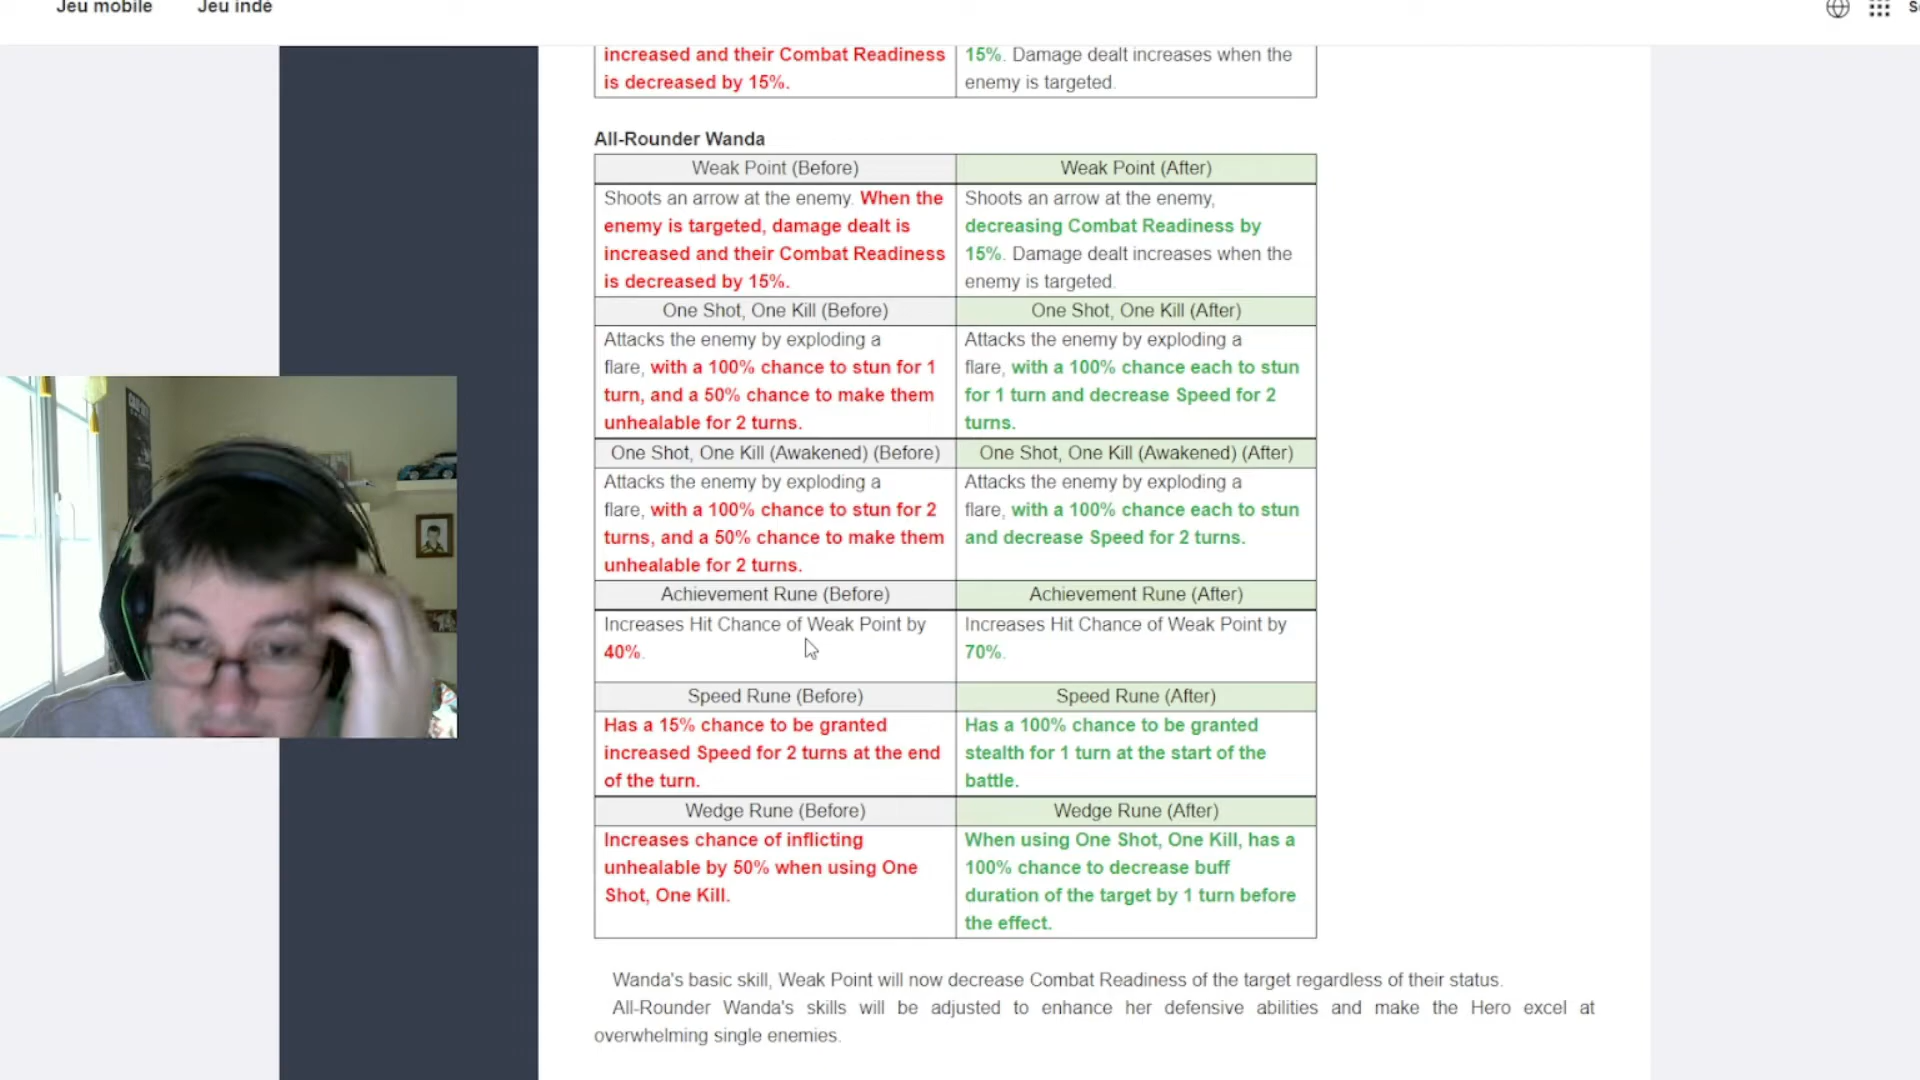 Jeu mobile Jeu indé
increased and their Combat Readiness
is decreased by 15%.
15%. Damage dealt increases when the
enemy is targeted.
All-Rounder Wanda
Weak Point (Before)
Weak Point (After)
Shoots an arrow at the enemy. When the
enemy is targeted, damage dealt is
increased and their Combat Readiness
is decreased by 15%.
Shoots an arrow at the enemy,
decreasing Combat Readiness by
15%. Damage dealt increases when the
enemy is targeted.
One Shot, One Kill (Before)
One Shot, One Kill (After)
Attacks the enemy by exploding a
flare, with a 100% chance to stun for 1
turn, and a 50% chance to make them
unhealable for 2 turns.
Attacks the enemy by exploding a
flare, with a 100% chance each to stun
for 1 turn and decrease Speed for 2
turns.
One Shot, One Kill (Awakened) (Before)
One Shot, One Kill (Awakened) (After)
Attacks the enemy by exploding a
flare, with a 100% chance to stun for 2
turns, and a 50% chance to make them
unhealable for 2 turns.
Attacks the enemy by exploding a
flare, with a 100% chance each to stun
and decrease Speed for 2 turns.
Achievement Rune (Before)
Achievement Rune (After)
Increases Hit Chance of Weak Point by
40%.
Increases Hit Chance of Weak Point by
70%.
Speed Rune (Before)
Speed Rune (After)
Has a 15% chance to be granted
increased Speed for 2 turns at the end
of the turn.
Has a 100% chance to be granted
stealth for 1 turn at the start of the
battle.
Wedge Rune (Before)
Wedge Rune (After)
Increases chance of inflicting
unhealable by 50% when using One
Shot, One Kill.
When using One Shot, One Kill, has a
100% chance to decrease buff
duration of the target by 1 turn before
the effect.
Wanda's basic skill, Weak Point will now decrease Combat Readiness of the target regardless of their status.
All-Rounder Wanda's skills will be adjusted to enhance her defensive abilities and make the Hero excel at
overwhelming single enemies.